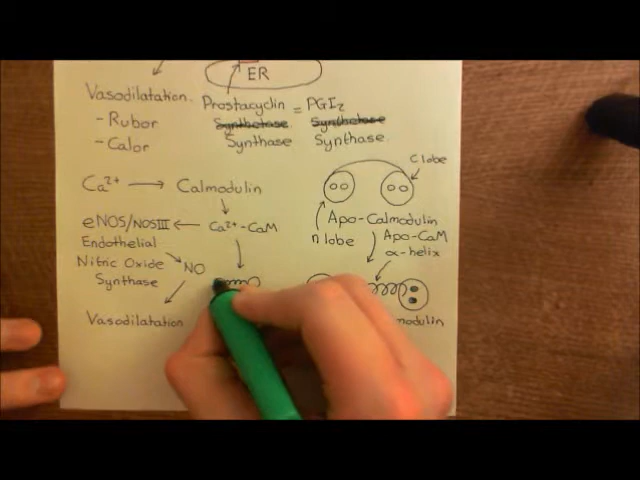 ER
Vasodilatation
- Rubor
- Calor
Prostacyclin = PGI₂
Synthetase Synthetase
Synthase Synthase
C lobe
Ca²⁺ → Calmodulin
n lobe
Apo-Calmodulin
Apo-CaM
α-helix
eNOS/NOSIII ← Ca²⁺-CaM
Endothelial
Nitric Oxide
Synthase
NO
Vasodilatation
modulin